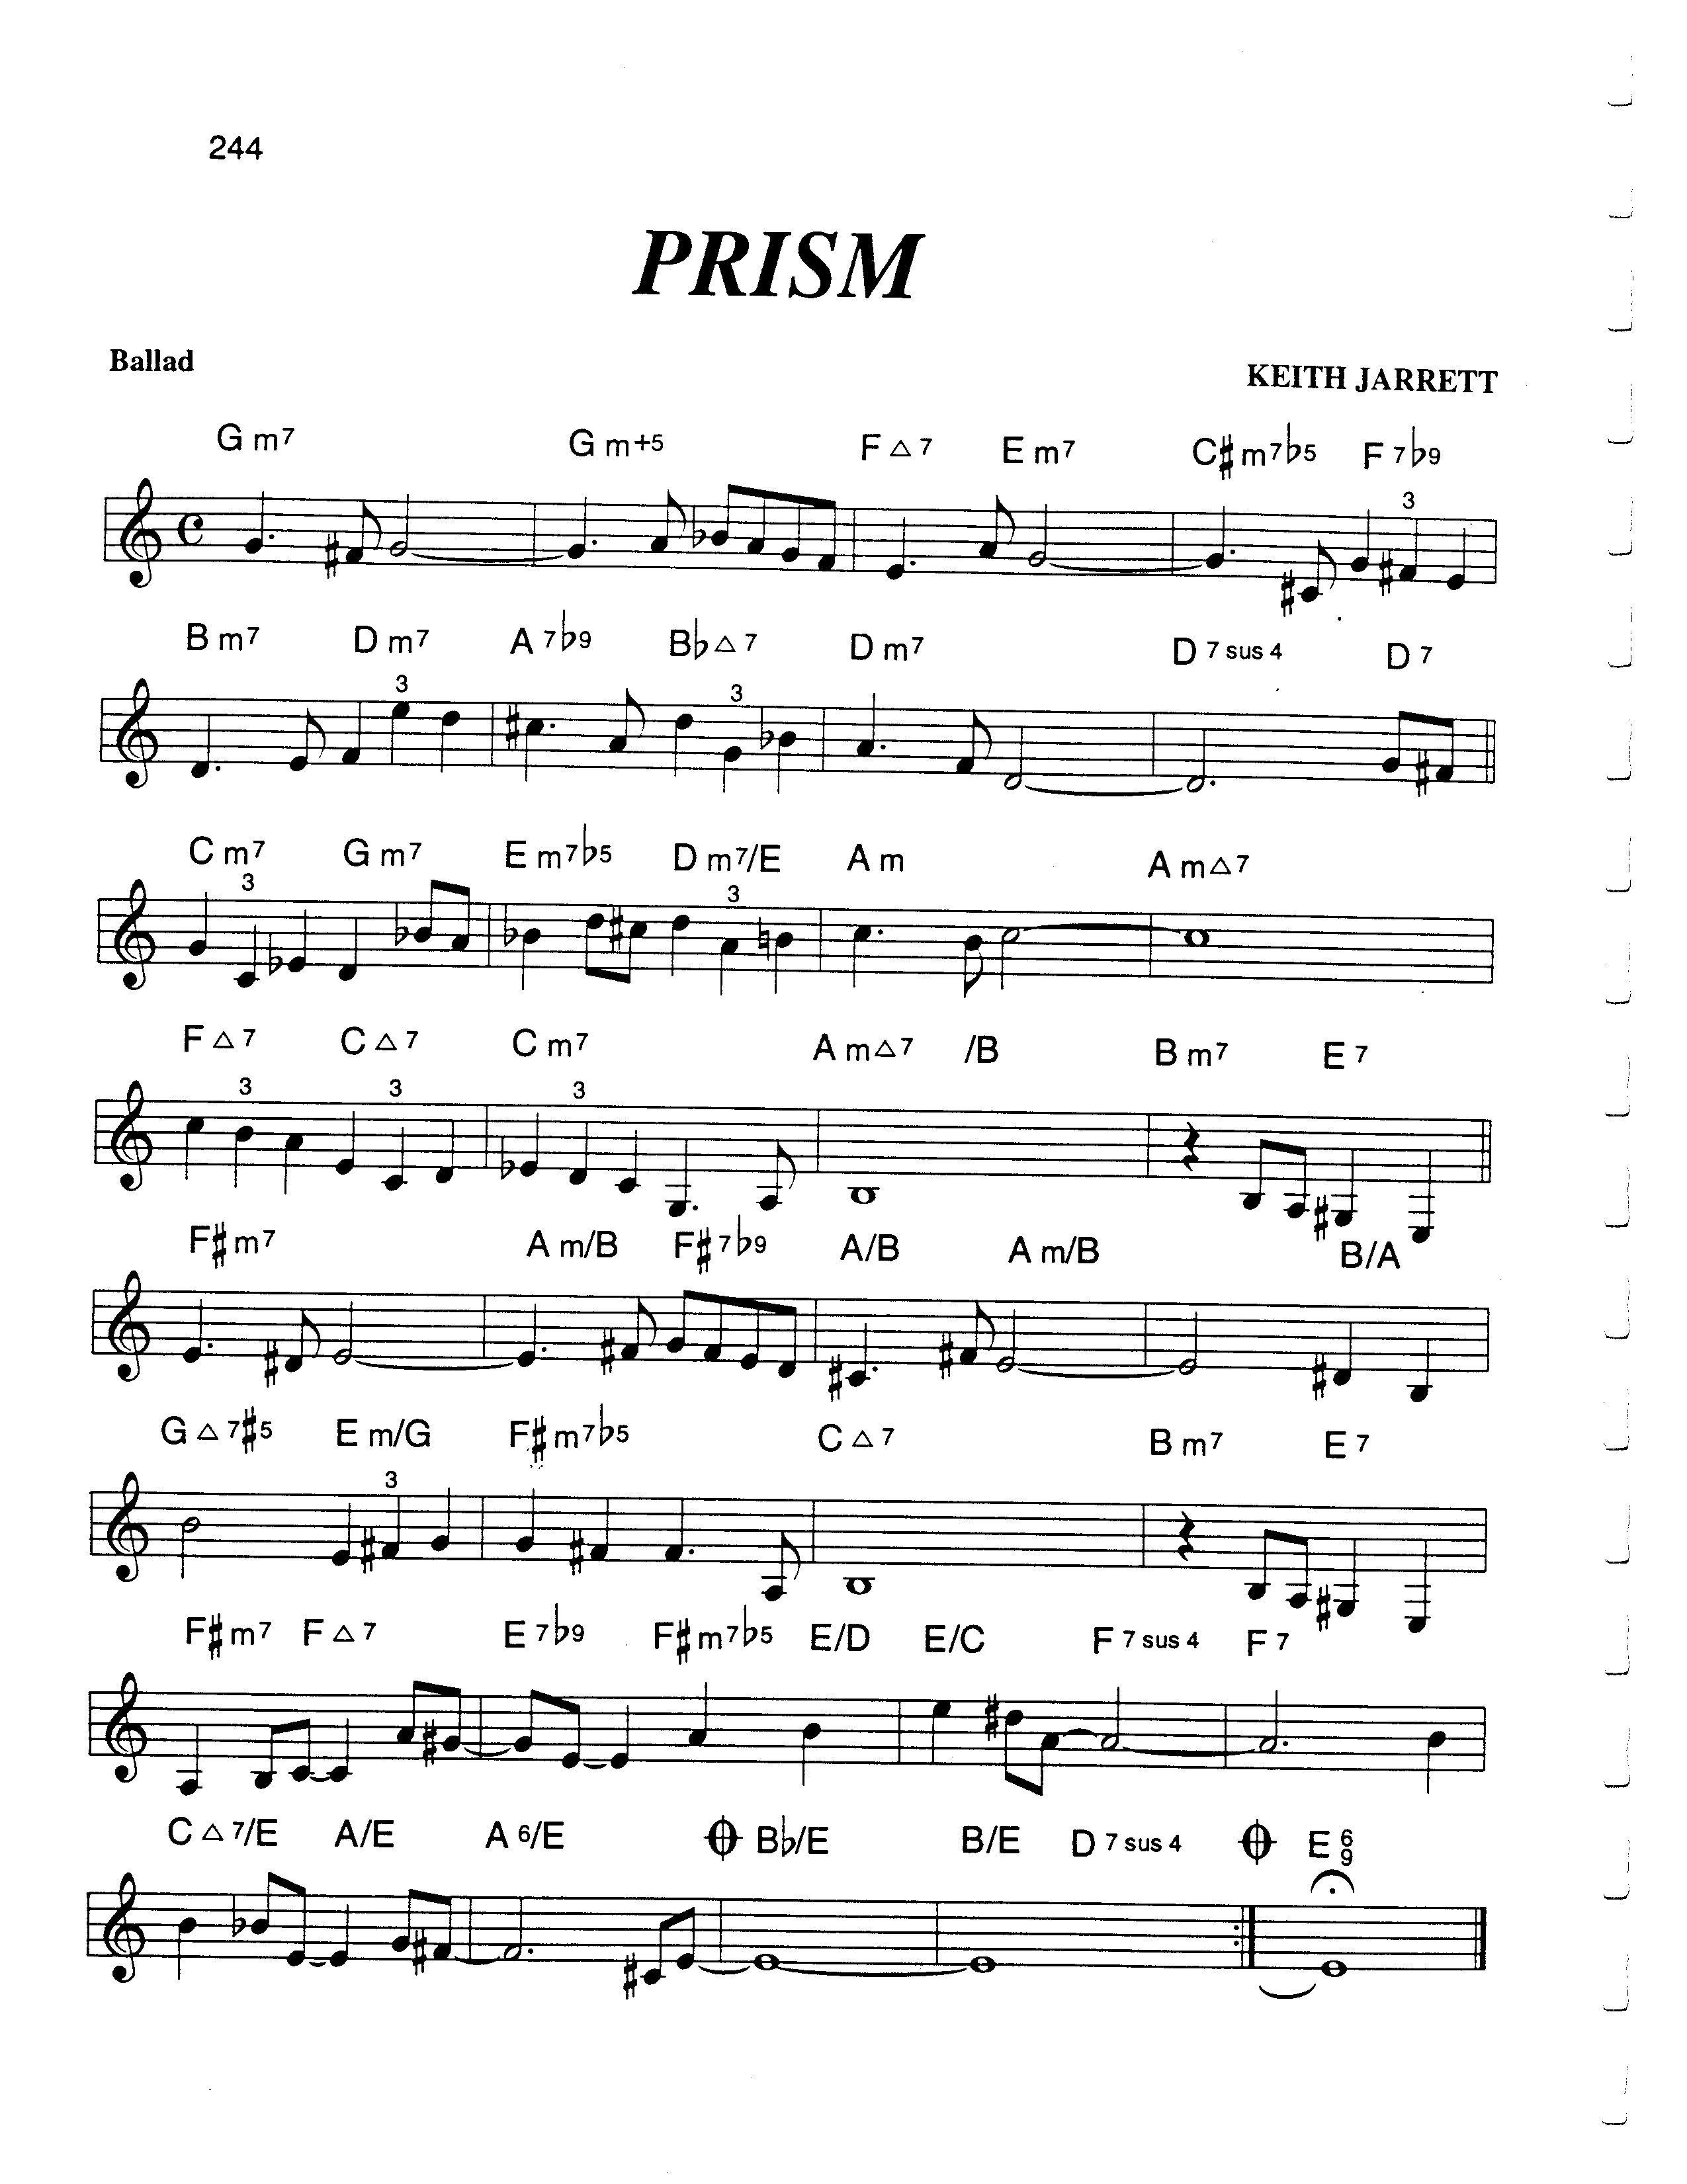 244
PRISM
Ballad
KEITH JARRETT
G m7 G m+5 F △ 7 E m7 C♯ m7♭5 F 7♭9
3
B m7 D m7 A 7♭9 B♭ △ 7 D m7 D 7 sus 4 D 7
3 3
C m7 G m7 E m7♭5 D m7/E A m A m△7
3 3
F △ 7 C △ 7 C m7 A m△7 /B B m7 E 7
3 3 3
F♯ m7 A m/B F♯ 7♭9 A/B A m/B B/A
G △ 7♯5 E m/G F♯ m7♭5 C △ 7 B m7 E 7
3
F♯ m7 F △ 7 E 7♭9 F♯ m7♭5 E/D E/C F 7 sus 4 F 7
C △ 7/E A/E A 6/E B♭/E B/E D 7 sus 4 E 6 9